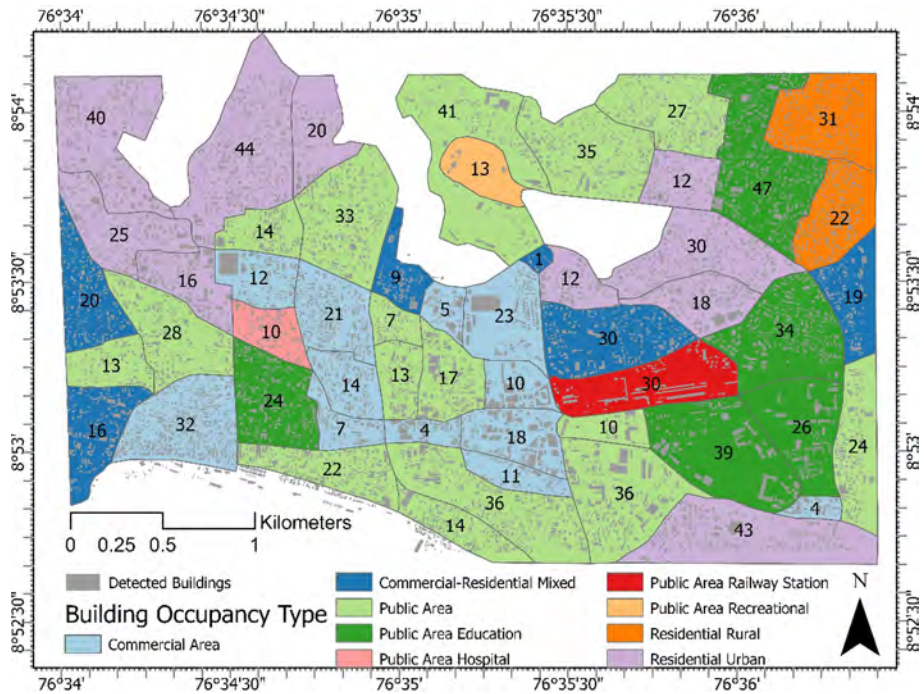 76°34' 76°34'30" 76°35' 76°35'30" 76°36'
8°54' 8°54'
40 44 20 41 27 31
13 35 12 47 22
25 14 33 30
16 12 9 1 12 18 19
8°53'30" 8°53'30"
20 28 10 21 7 5 23 30 34
13 14 13 17 10 30
16 32 24 7 4 18 10 39 26 24
8°53' 8°53'
22 11 36 36 4
14 43
Kilometers
0 0.25 0.5 1
Detected Buildings
Building Occupancy Type
Commercial Area
Commercial-Residential Mixed
Public Area
Public Area Education
Public Area Hospital
Public Area Railway Station
Public Area Recreational
Residential Rural
Residential Urban
N
8°52'30" 8°52'30"
76°34' 76°34'30" 76°35' 76°35'30" 76°36'